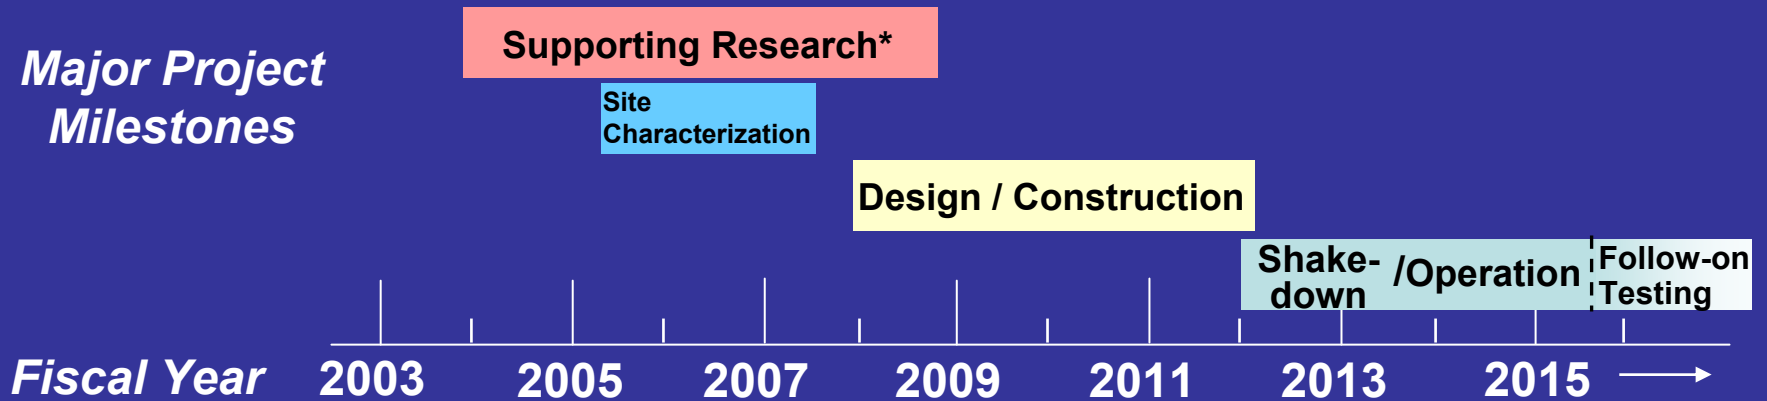 Major Project
Milestones
Supporting Research*
Site
Characterization
Design / Construction
Shake-
down
/Operation
Follow-on
Testing
Fiscal Year
2003 2005 2007 2009 2011 2013 2015